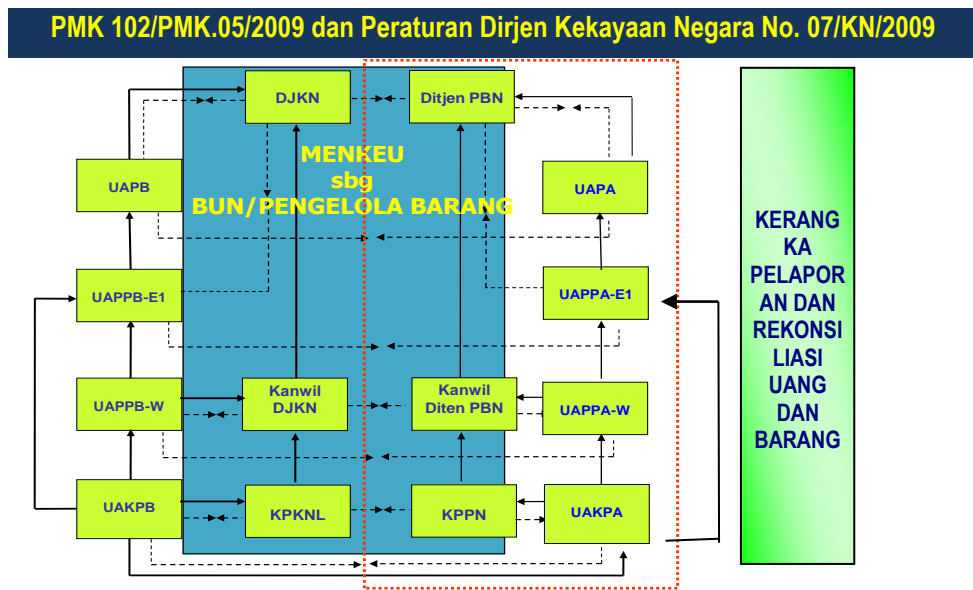 PMK 102/PMK.05/2009 dan Peraturan Dirjen Kekayaan Negara No. 07/KN/2009
DJKN
Ditjen PBN
MENKEU
sbg
BUN/PENGELOLA BARANG
UAPB
UAPA
UAPPB-E1
UAPPA-E1
UAPPB-W
Kanwil
DJKN
Kanwil
Diten PBN
UAPPA-W
UAKPB
KPKNL
KPPN
UAKPA
KERANG
KA
PELAPOR
AN DAN
REKONSI
LIASI
UANG
DAN
BARANG